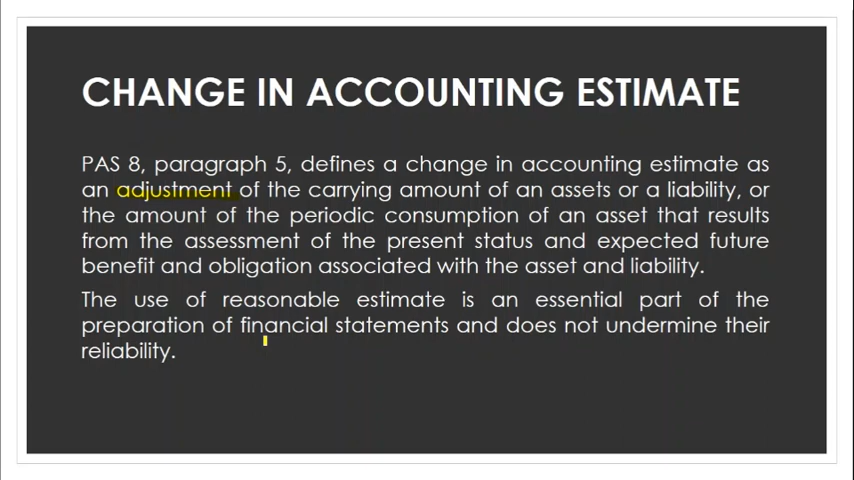 CHANGE IN ACCOUNTING ESTIMATE
PAS 8, paragraph 5, defines a change in accounting estimate as
an adjustment of the carrying amount of an assets or a liability, or
the amount of the periodic consumption of an asset that results
from the assessment of the present status and expected future
benefit and obligation associated with the asset and liability.
The use of reasonable estimate is an essential part of the
preparation of financial statements and does not undermine their
reliability.